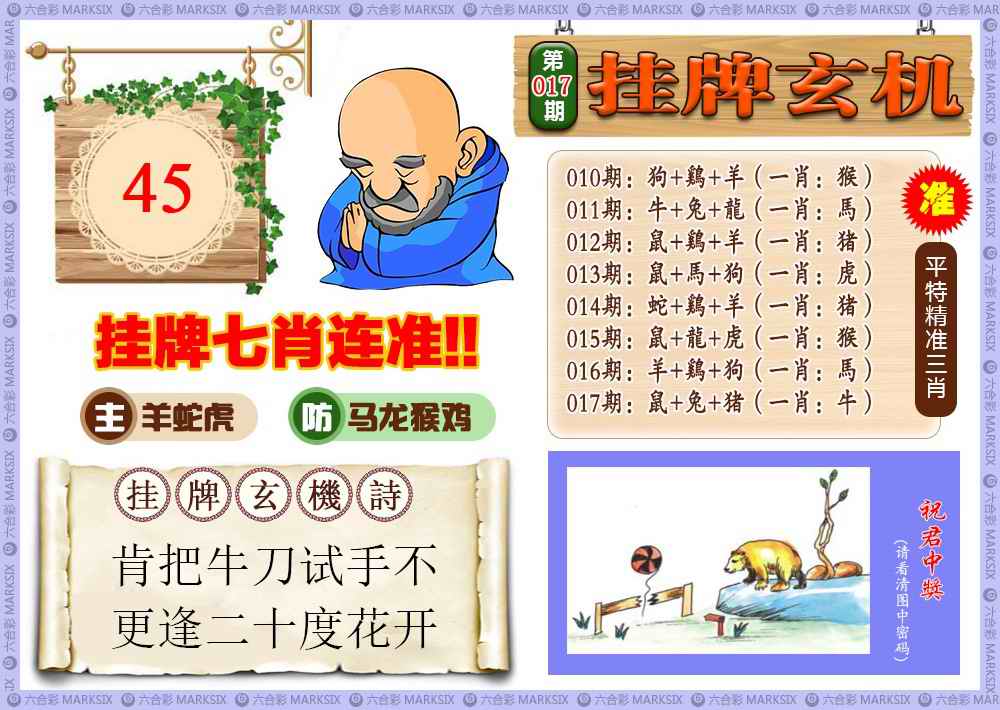 45
挂牌七肖连准!!
主 羊蛇虎
防 马龙猴鸡
挂牌玄機詩
肯把牛刀试手不
更逢二十度花开
第017期
挂牌玄机
010期：狗+鷄+羊（一肖：猴）
011期：牛+兔+龍（一肖：馬）
012期：鼠+鷄+羊（一肖：猪）
013期：鼠+馬+狗（一肖：虎）
014期：蛇+鷄+羊（一肖：猪）
015期：鼠+龍+虎（一肖：猴）
016期：羊+鷄+狗（一肖：馬）
017期：鼠+兔+猪（一肖：牛）
准
平特精准三肖
祝君中獎
(请看清图中密码)
六合彩 MARKSIX